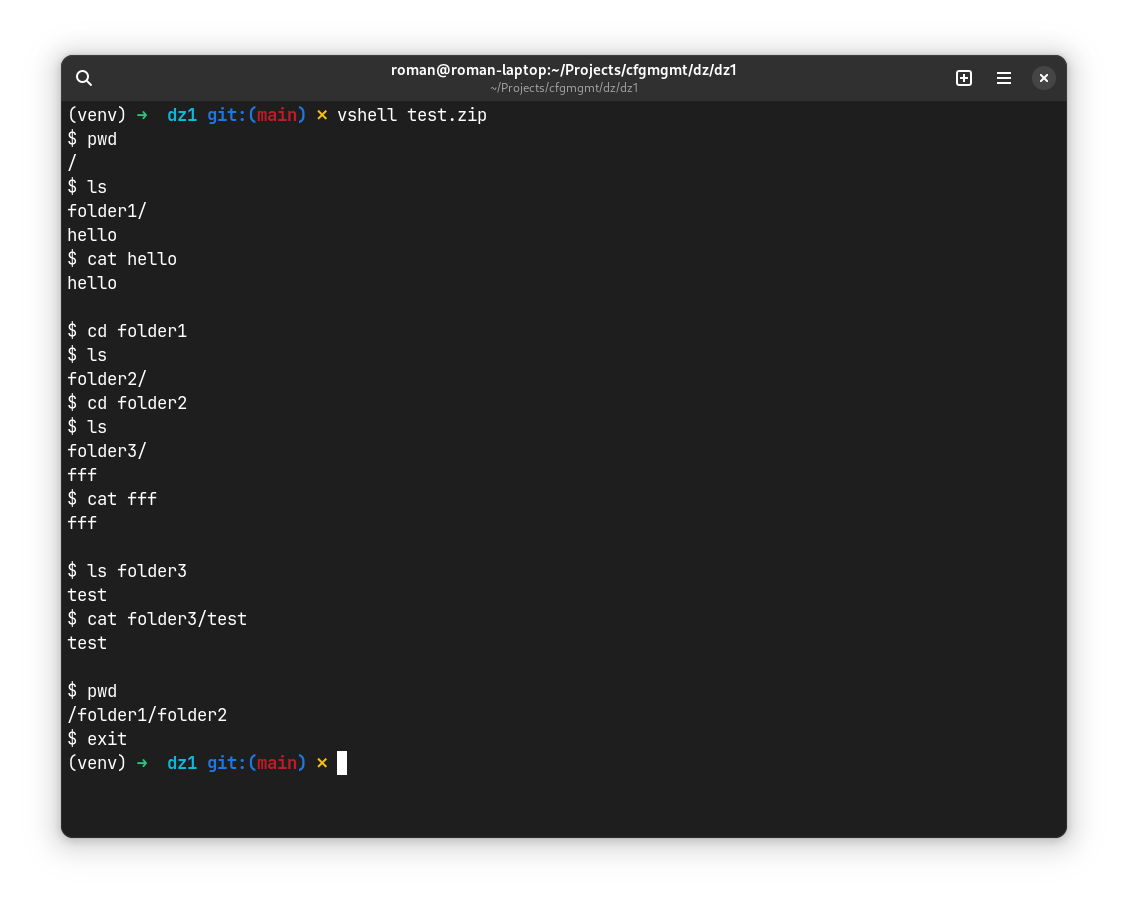 roman@roman-laptop:~/Projects/cfgmgmt/dz/dz1
~/Projects/cfgmgmt/dz/dz1
(venv) → dz1 git:(main) × vshell test.zip
$ pwd
/
$ ls
folder1/
hello
$ cat hello
hello
$ cd folder1
$ ls
folder2/
$ cd folder2
$ ls
folder3/
fff
$ cat fff
fff
$ ls folder3
test
$ cat folder3/test
test
$ pwd
/folder1/folder2
$ exit
(venv) → dz1 git:(main) ×